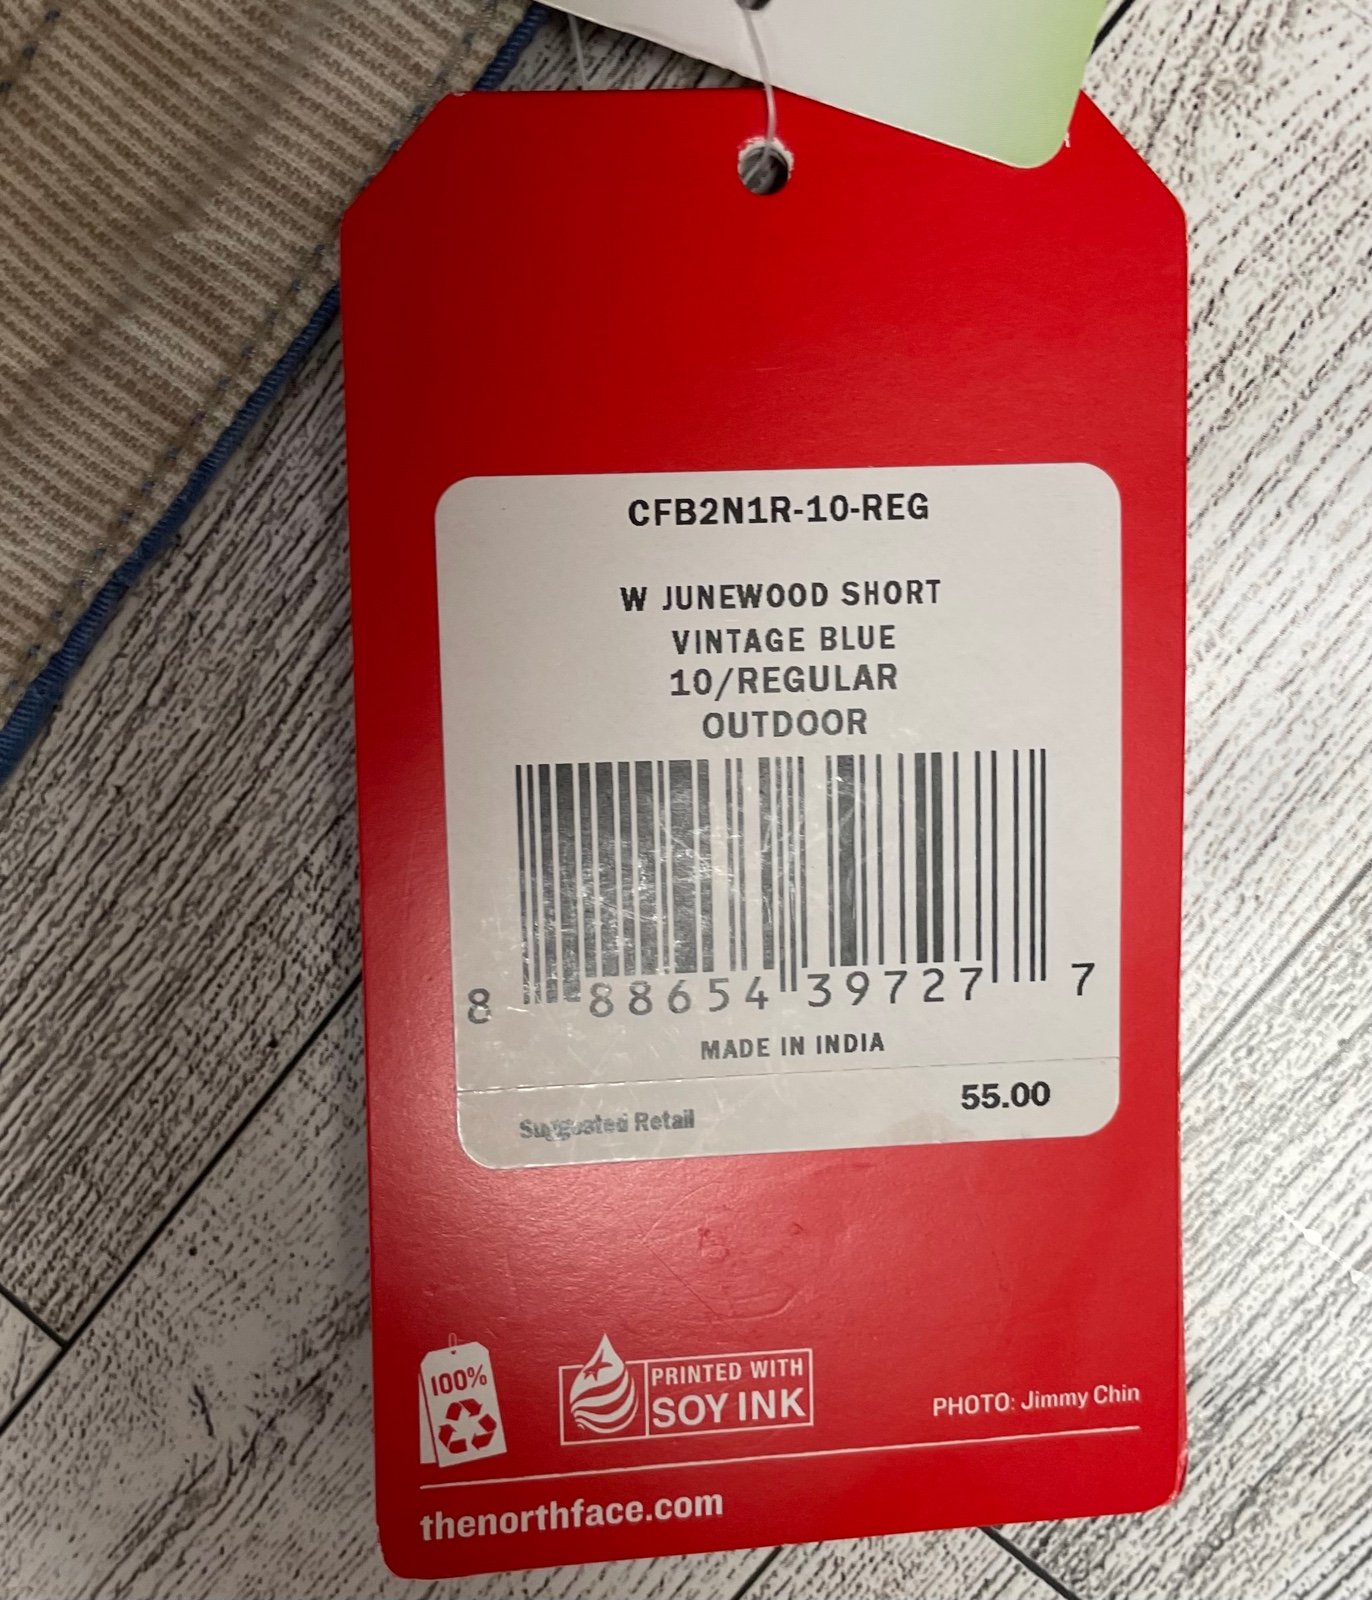 CFB2N1R-10-REG
W JUNEWOOD SHORT
VINTAGE BLUE
10/REGULAR
OUTDOOR
8 88654 39727 7
MADE IN INDIA
Suggested Retail 55.00
100%
PRINTED WITH
SOY INK
PHOTO: Jimmy Chin
thenorthface.com